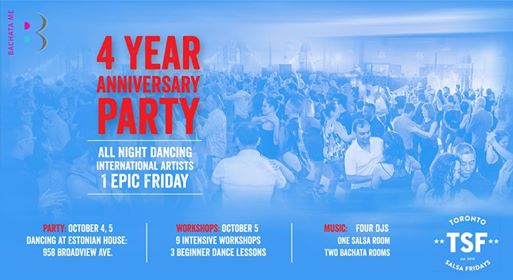 BACHATA ME
B
4 YEAR
ANNIVERSARY
PARTY
ALL NIGHT DANCING
INTERNATIONAL ARTISTS
1 EPIC FRIDAY
PARTY: OCTOBER 4, 5
DANCING AT ESTONIAN HOUSE:
958 BROADVIEW AVE.
WORKSHOPS: OCTOBER 5
9 INTENSIVE WORKSHOPS
3 BEGINNER DANCE LESSONS
MUSIC: FOUR DJS
ONE SALSA ROOM
TWO BACHATA ROOMS
TORONTO
TSF
SALSA FRIDAYS